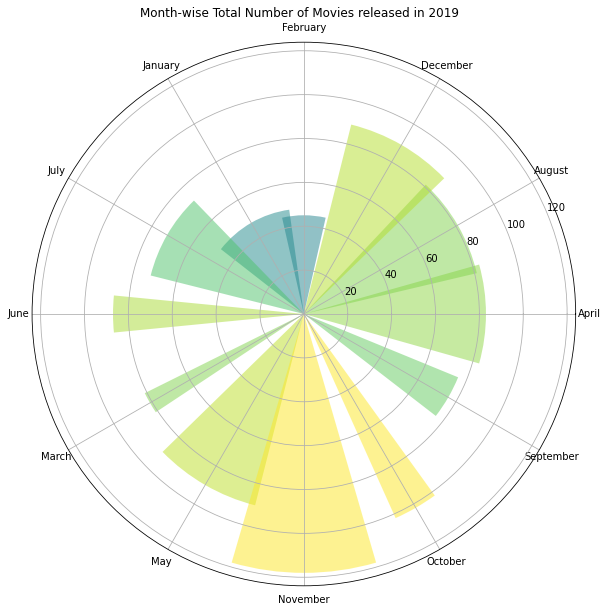 Month-wise Total Number of Movies released in 2019
February
January
December
July
August
120
100
80
60
40
20
June
April
March
September
May
October
November